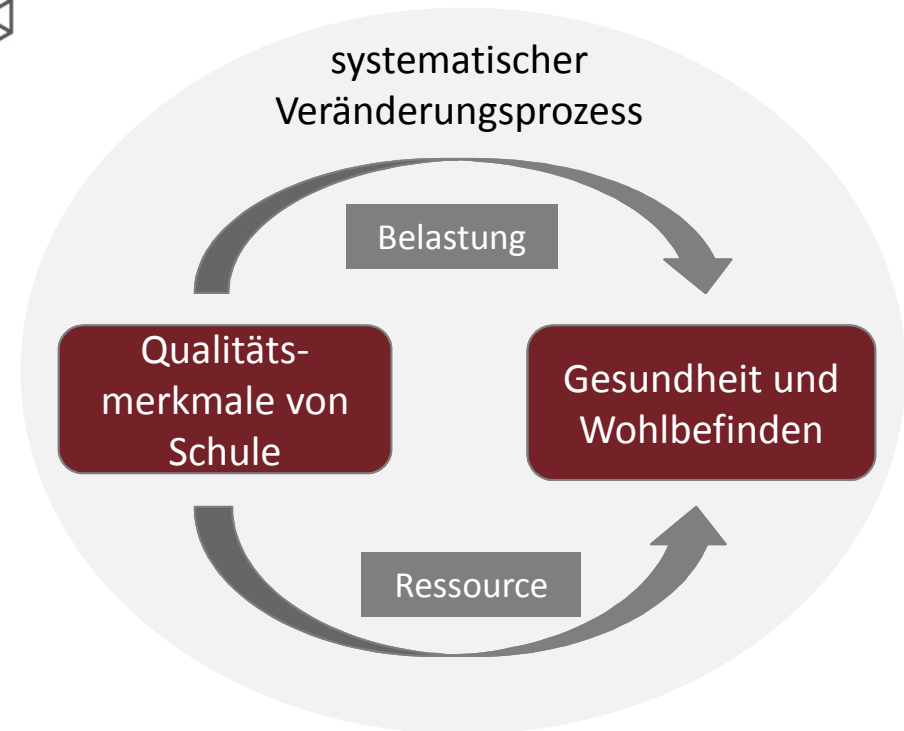 systematischer
Veränderungsprozess
Belastung
Qualitäts-
merkmale von
Schule
Gesundheit und
Wohlbefinden
Ressource